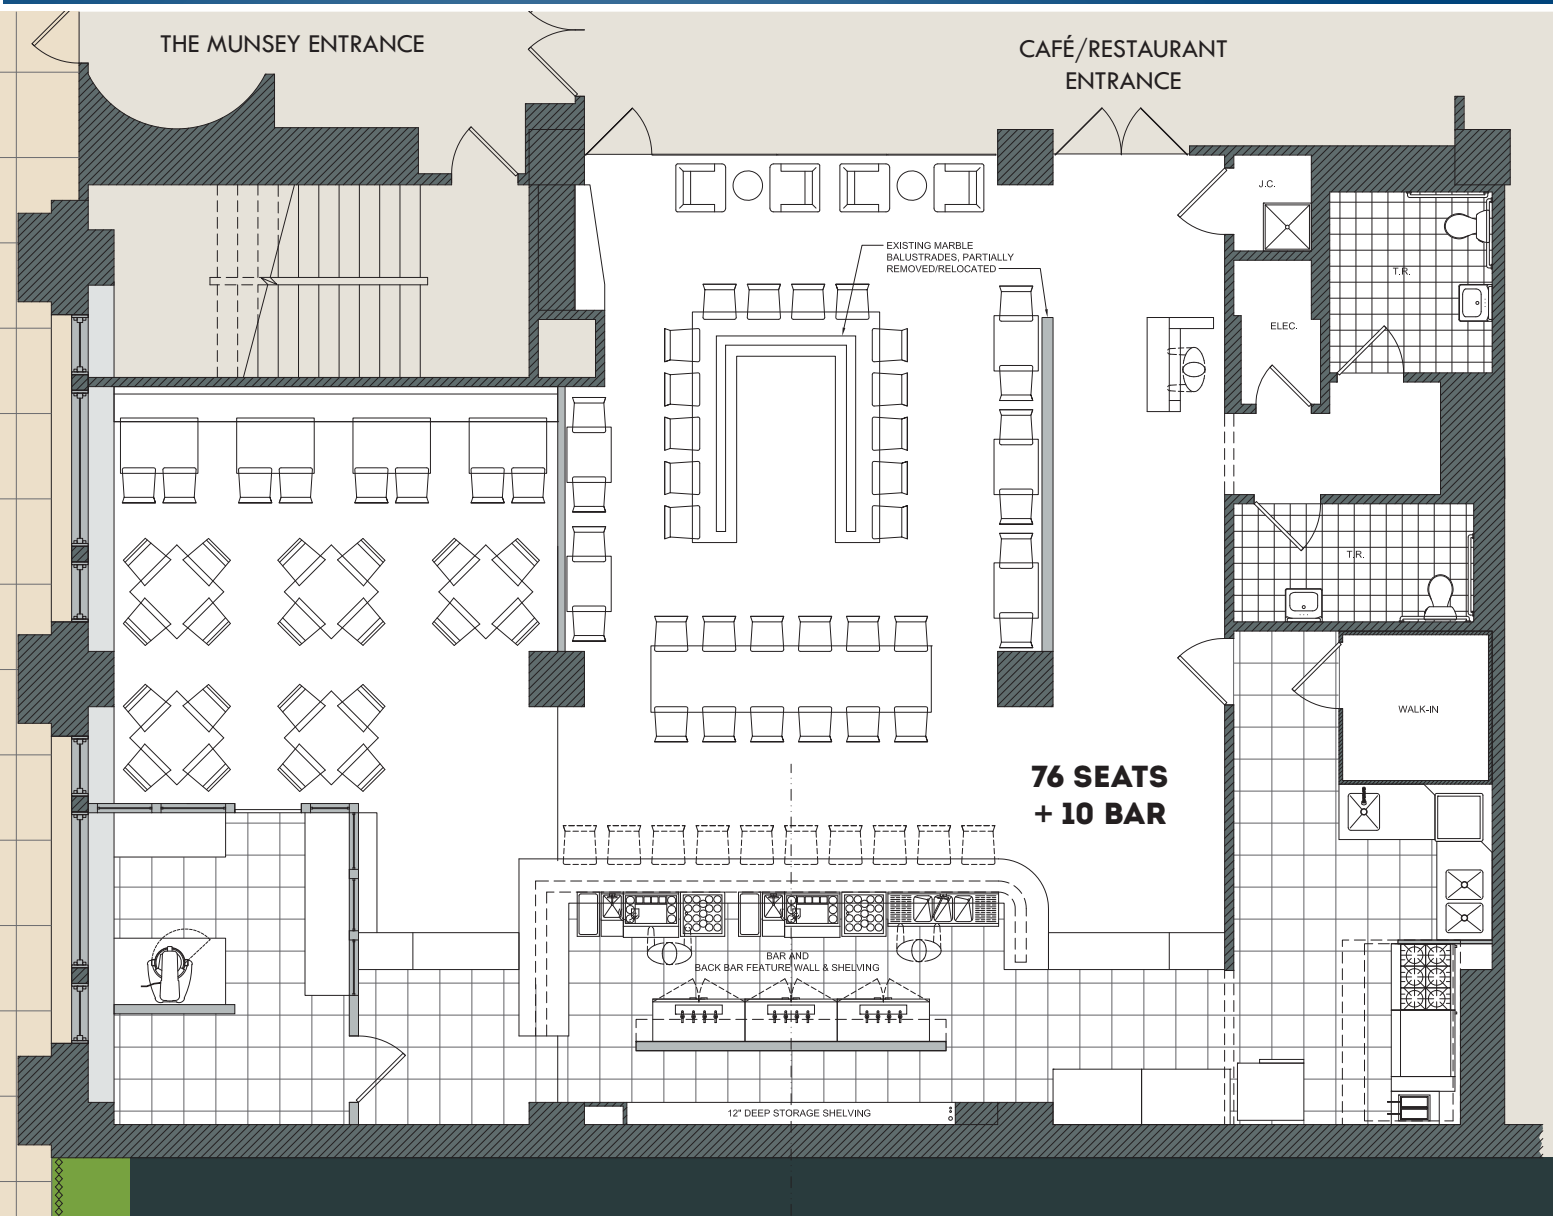 THE MUNSEY ENTRANCE
CAFÉ/RESTAURANT
ENTRANCE
J.C.
T.R.
EXISTING MARBLE
BALUSTRADES, PARTIALLY
REMOVED/RELOCATED
ELEC.
T.R.
WALK-IN
76 SEATS
+ 10 BAR
BAR AND
BACK BAR FEATURE WALL & SHELVING
12" DEEP STORAGE SHELVING